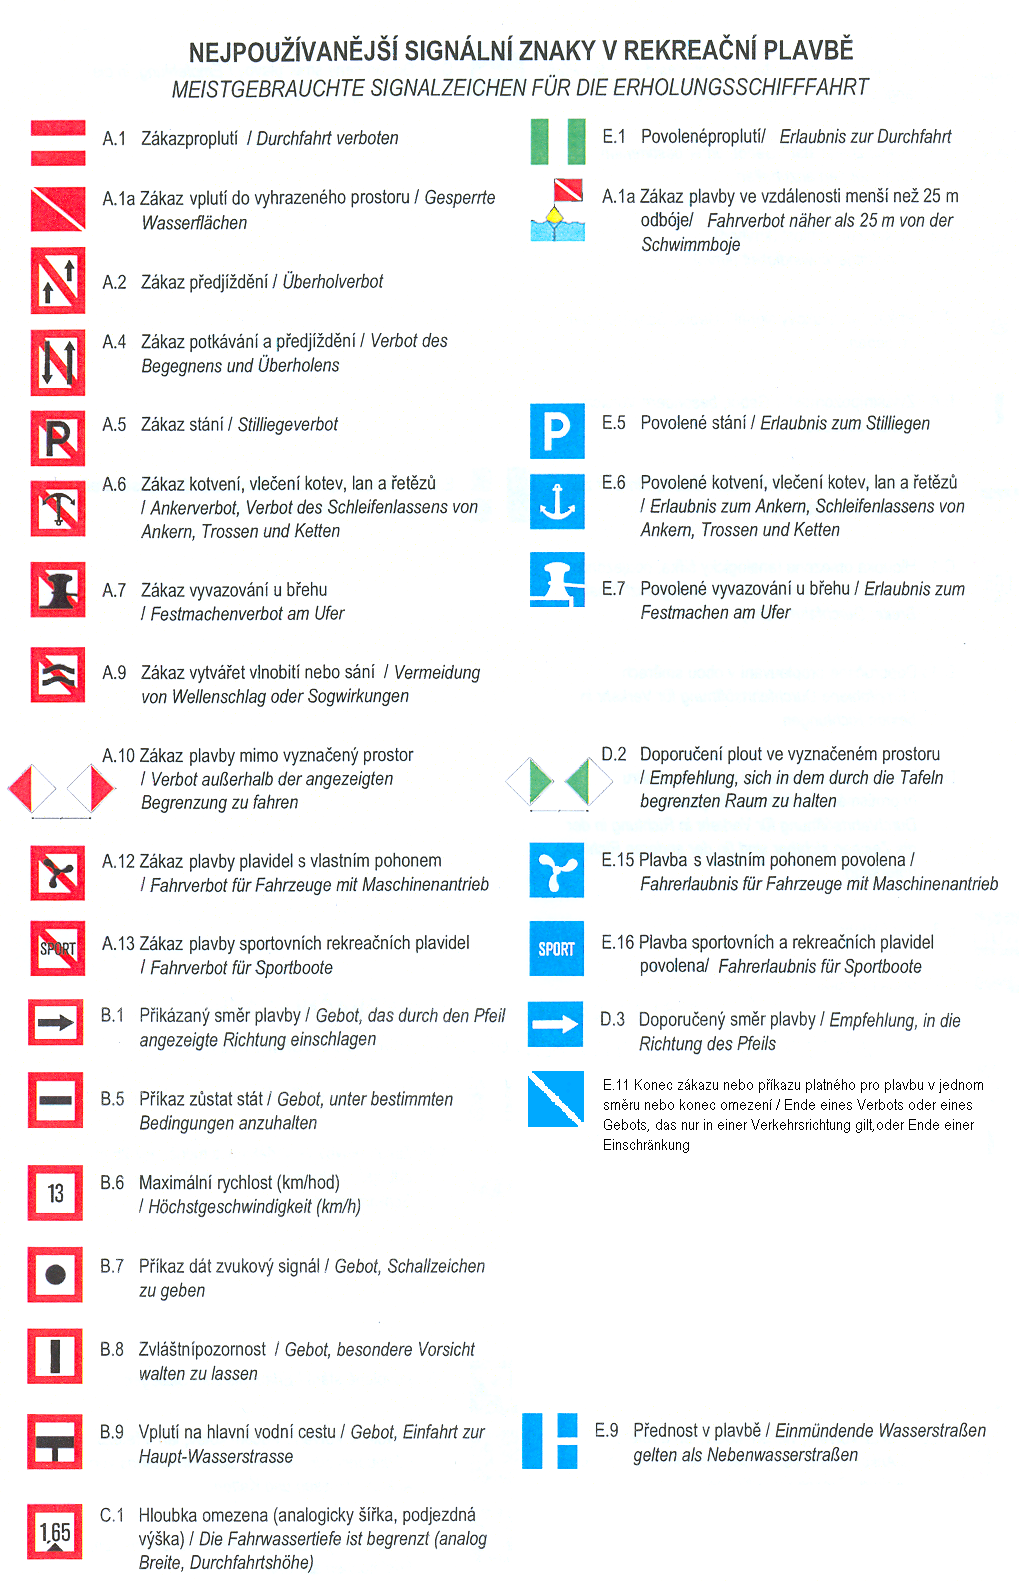 NEJPOUŽÍVANĚJŠÍ SIGNÁLNÍ ZNAKY V REKREAČNÍ PLAVBĚ
MEISTGEBRAUCHTE SIGNALZEICHEN FÜR DIE ERHOLUNGSSCHIFFFAHRT
A.1 Zákazproplutí / Durchfahrt verboten
A.1a Zákaz vplutí do vyhrazeného prostoru / Gesperrte
Wasserflächen
A.2 Zákaz předjíždění / Überholverbot
A.4 Zákaz potkávání a předjíždění / Verbot des
Begegnens und Überholens
P
A.5 Zákaz stání / Stilliegeverbot
A.6 Zákaz kotvení, vlečení kotev, lan a řetězů
/ Ankerverbot, Verbot des Schleifenlassens von
Ankern, Trossen und Ketten
A.7 Zákaz vyvazování u břehu
/ Festmachenverbot am Ufer
A.9 Zákaz vytvářet vlnobití nebo sání / Vermeidung
von Wellenschlag oder Sogwirkungen
A.10 Zákaz plavby mimo vyznačený prostor
/ Verbot außerhalb der angezeigten
Begrenzung zu fahren
A.12 Zákaz plavby plavidel s vlastním pohonem
/ Fahrverbot für Fahrzeuge mit Maschinenantrieb
SPORT
A.13 Zákaz plavby sportovních rekreačních plavidel
/ Fahrverbot für Sportboote
B.1 Přikázaný směr plavby / Gebot, das durch den Pfeil
angezeigte Richtung einschlagen
B.5 Příkaz zůstat stát / Gebot, unter bestimmten
Bedingungen anzuhalten
13
B.6 Maximální rychlost (km/hod)
/ Höchstgeschwindigkeit (km/h)
B.7 Příkaz dát zvukový signál / Gebot, Schallzeichen
zu geben
B.8 Zvláštnípozornost / Gebot, besondere Vorsicht
walten zu lassen
B.9 Vplutí na hlavní vodní cestu / Gebot, Einfahrt zur
Haupt-Wasserstrasse
1,65
C.1 Hloubka omezena (analogicky šířka, podjezdná
výška) / Die Fahrwassertiefe ist begrenzt (analog
Breite, Durchfahrtshöhe)
E.1 Povolenéproplutí/ Erlaubnis zur Durchfahrt
A.1a Zákaz plavby ve vzdálenosti menší než 25 m
odbóje/ Fahrverbot näher als 25 m von der
Schwimmboje
P
E.5 Povolené stání / Erlaubnis zum Stilliegen
E.6 Povolené kotvení, vlečení kotev, lan a řetězů
/ Erlaubnis zum Ankern, Schleifenlassens von
Ankern, Trossen und Ketten
E.7 Povolené vyvazování u břehu / Erlaubnis zum
Festmachen am Ufer
D.2 Doporučení plout ve vyznačeném prostoru
/ Empfehlung, sich in dem durch die Tafeln
begrenzten Raum zu halten
E.15 Plavba s vlastním pohonem povolena /
Fahrerlaubnis für Fahrzeuge mit Maschinenantrieb
SPORT
E.16 Plavba sportovních a rekreačních plavidel
povolena/ Fahrerlaubnis für Sportboote
D.3 Doporučený směr plavby / Empfehlung, in die
Richtung des Pfeils
E.11 Konec zákazu nebo příkazu platného pro plavbu v jednom
směru nebo konec omezení / Ende eines Verbots oder eines
Gebots, das nur in einer Verkehrsrichtung gilt,oder Ende einer
Einschränkung
E.9 Přednost v plavbě / Einmündende Wasserstraßen
gelten als Nebenwasserstraßen